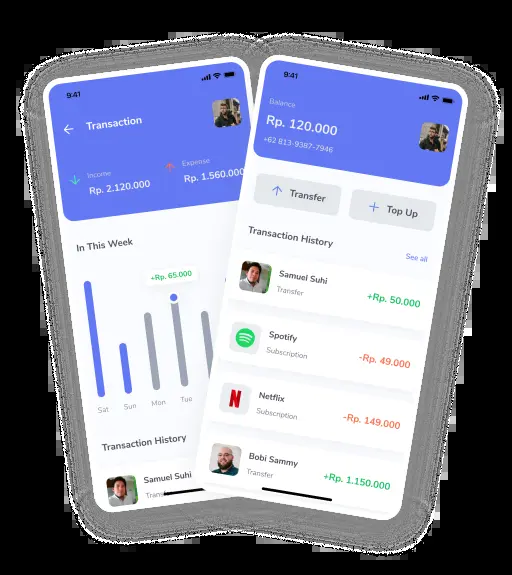 9:41
Transaction
Income
Rp. 2.120.000
Expense
Rp. 1.560.000
In This Week
+Rp. 65.000
Sat
Sun
Mon
Tue
Transaction History
Samuel Suhi
9:41
Balance
Rp. 120.000
+62 813-9387-7946
Transfer
Top Up
Transaction History
See all
Samuel Suhi
Transfer
+Rp. 50.000
Spotify
Subscription
-Rp. 49.000
Netflix
Subscription
-Rp. 149.000
Bobi Sammy
Transfer
+Rp. 1.150.000